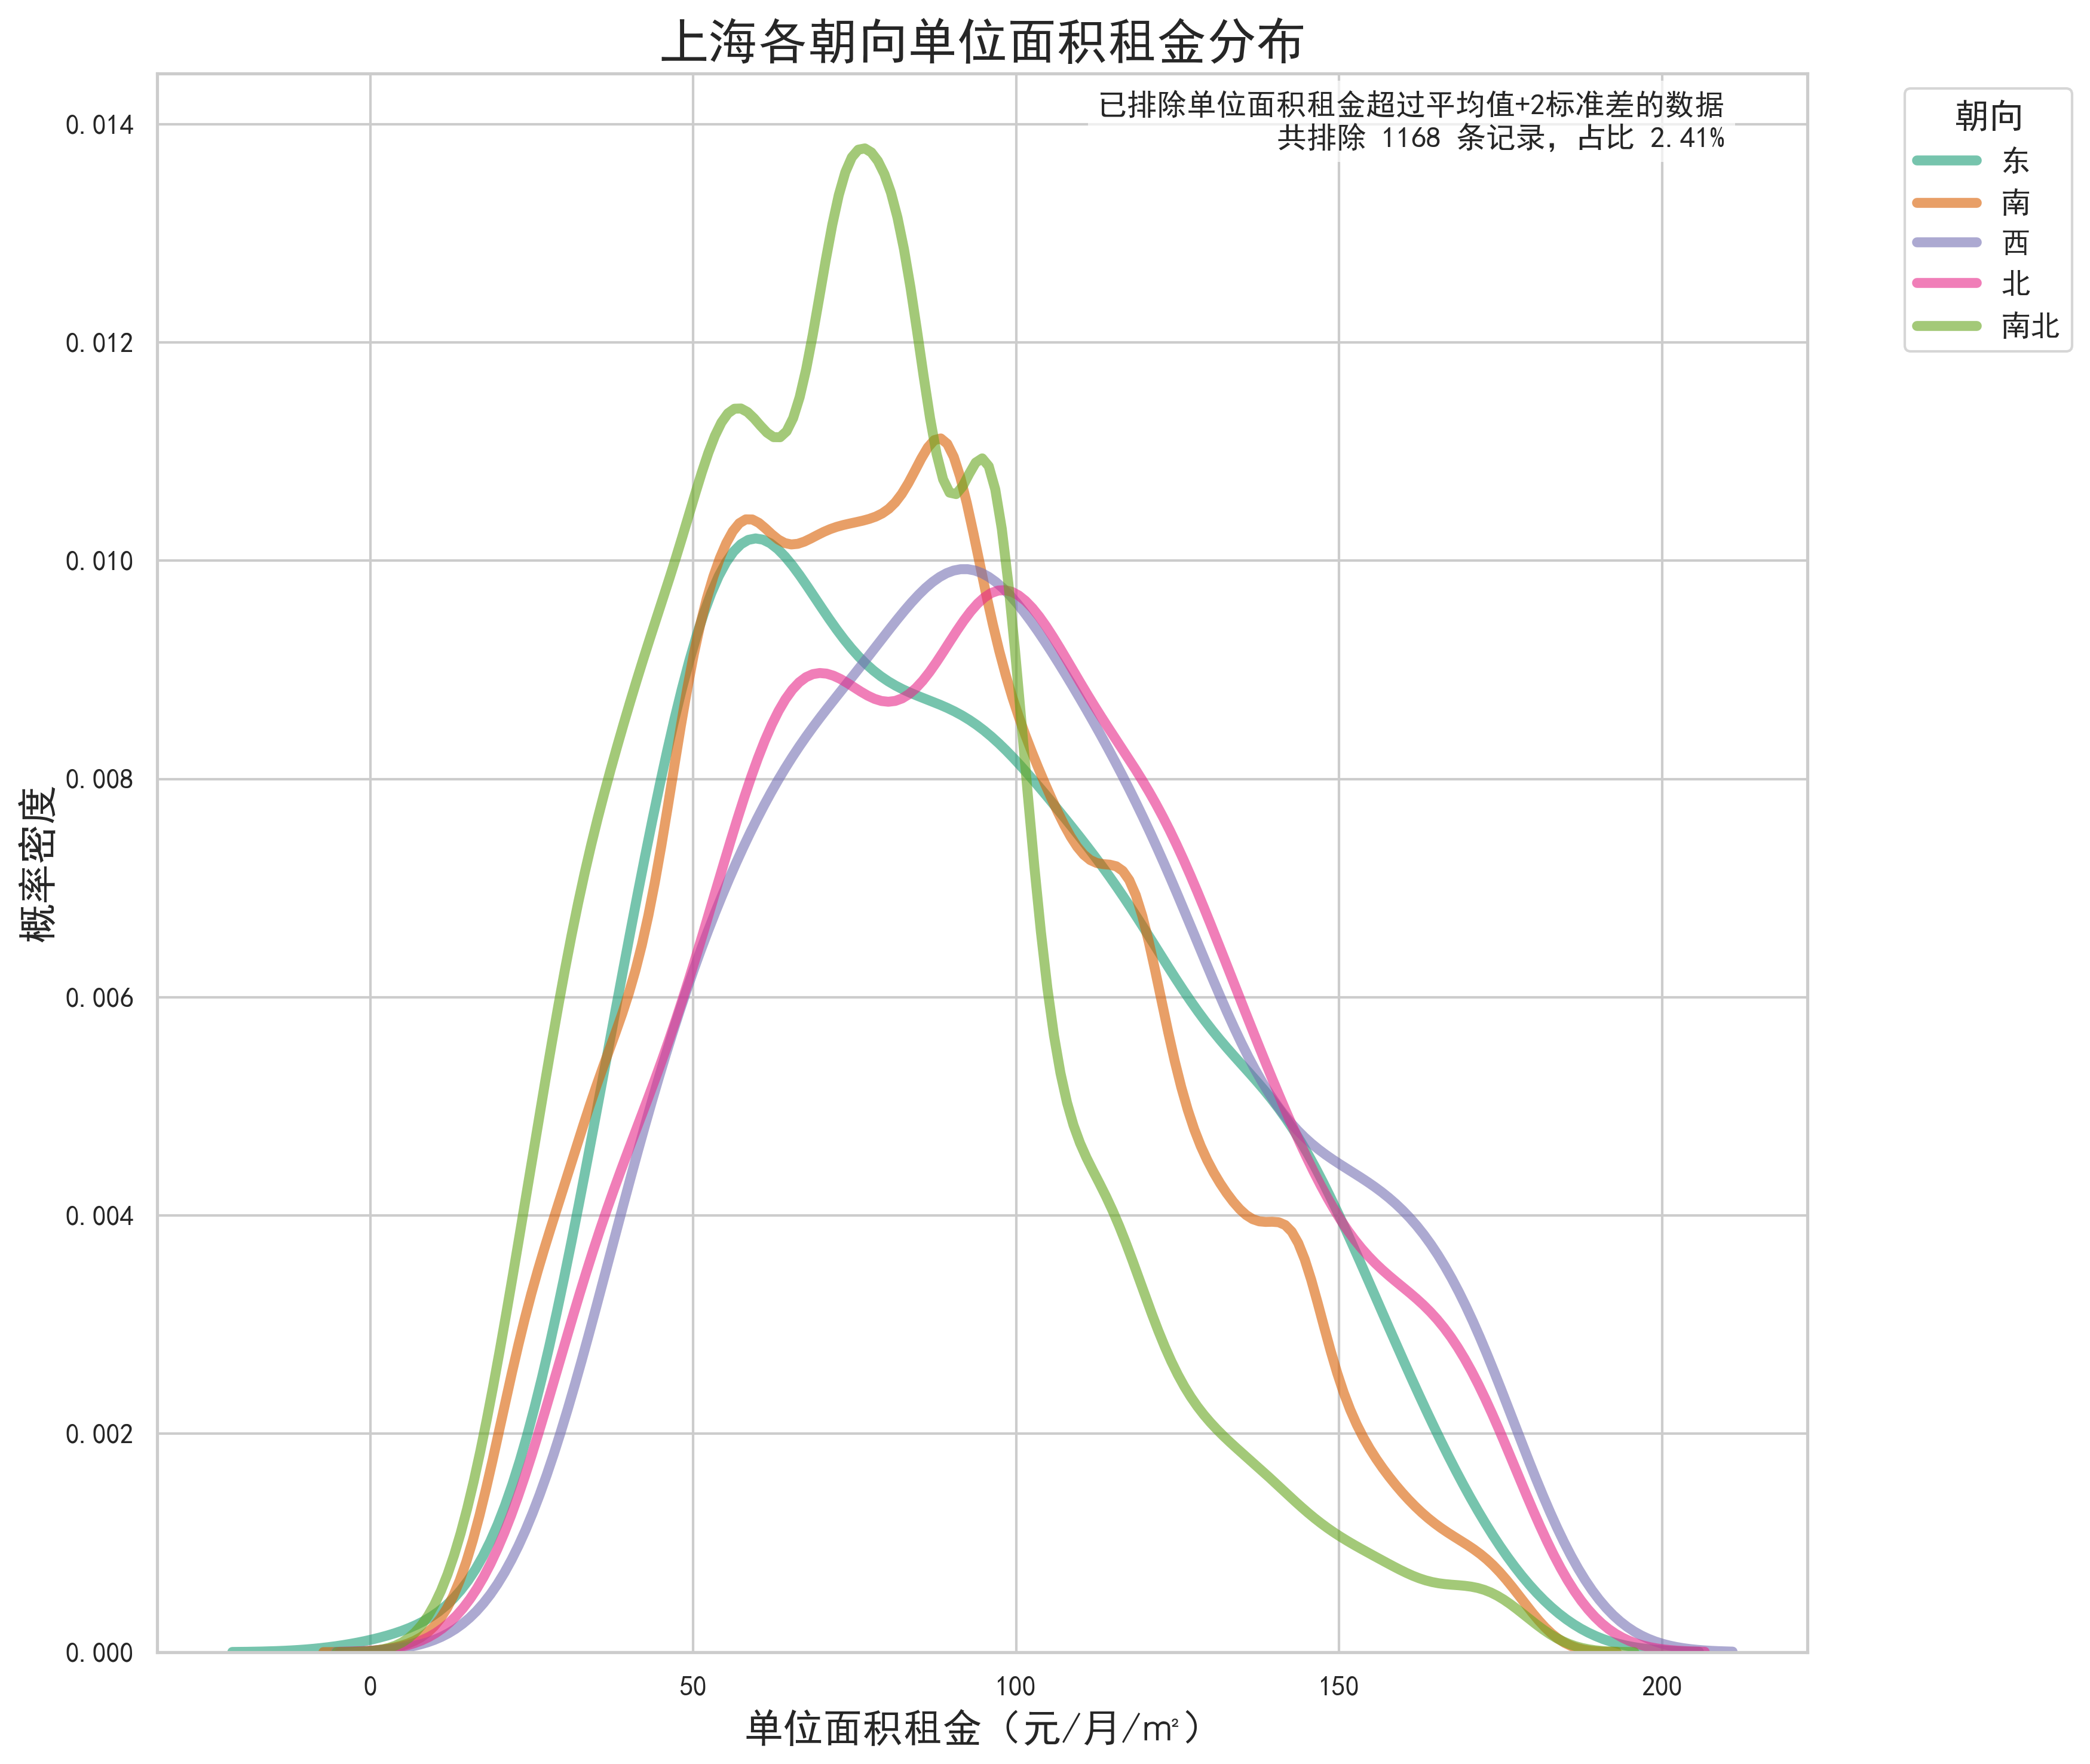 上海各朝向单位面积租金分布
已排除单位面积租金超过平均值+2标准差的数据
共排除 1168 条记录，占比 2.41%
朝向
东
南
西
北
南北
概率密度
0.014
0.012
0.010
0.008
0.006
0.004
0.002
0.000
0
50
100
150
200
单位面积租金（元/月/m²）